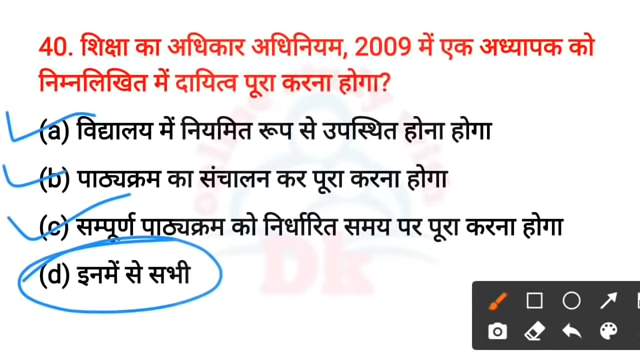 40. शिक्षा का अधिकार अधिनियम, 2009 में एक अध्यापक को
निम्नलिखित में दायित्व पूरा करना होगा?
(a) विद्यालय में नियमित रूप से उपस्थित होना होगा
(b) पाठ्यक्रम का संचालन कर पूरा करना होगा
(c) सम्पूर्ण पाठ्यक्रम को निर्धारित समय पर पूरा करना होगा
(d) इनमें से सभी
Dk